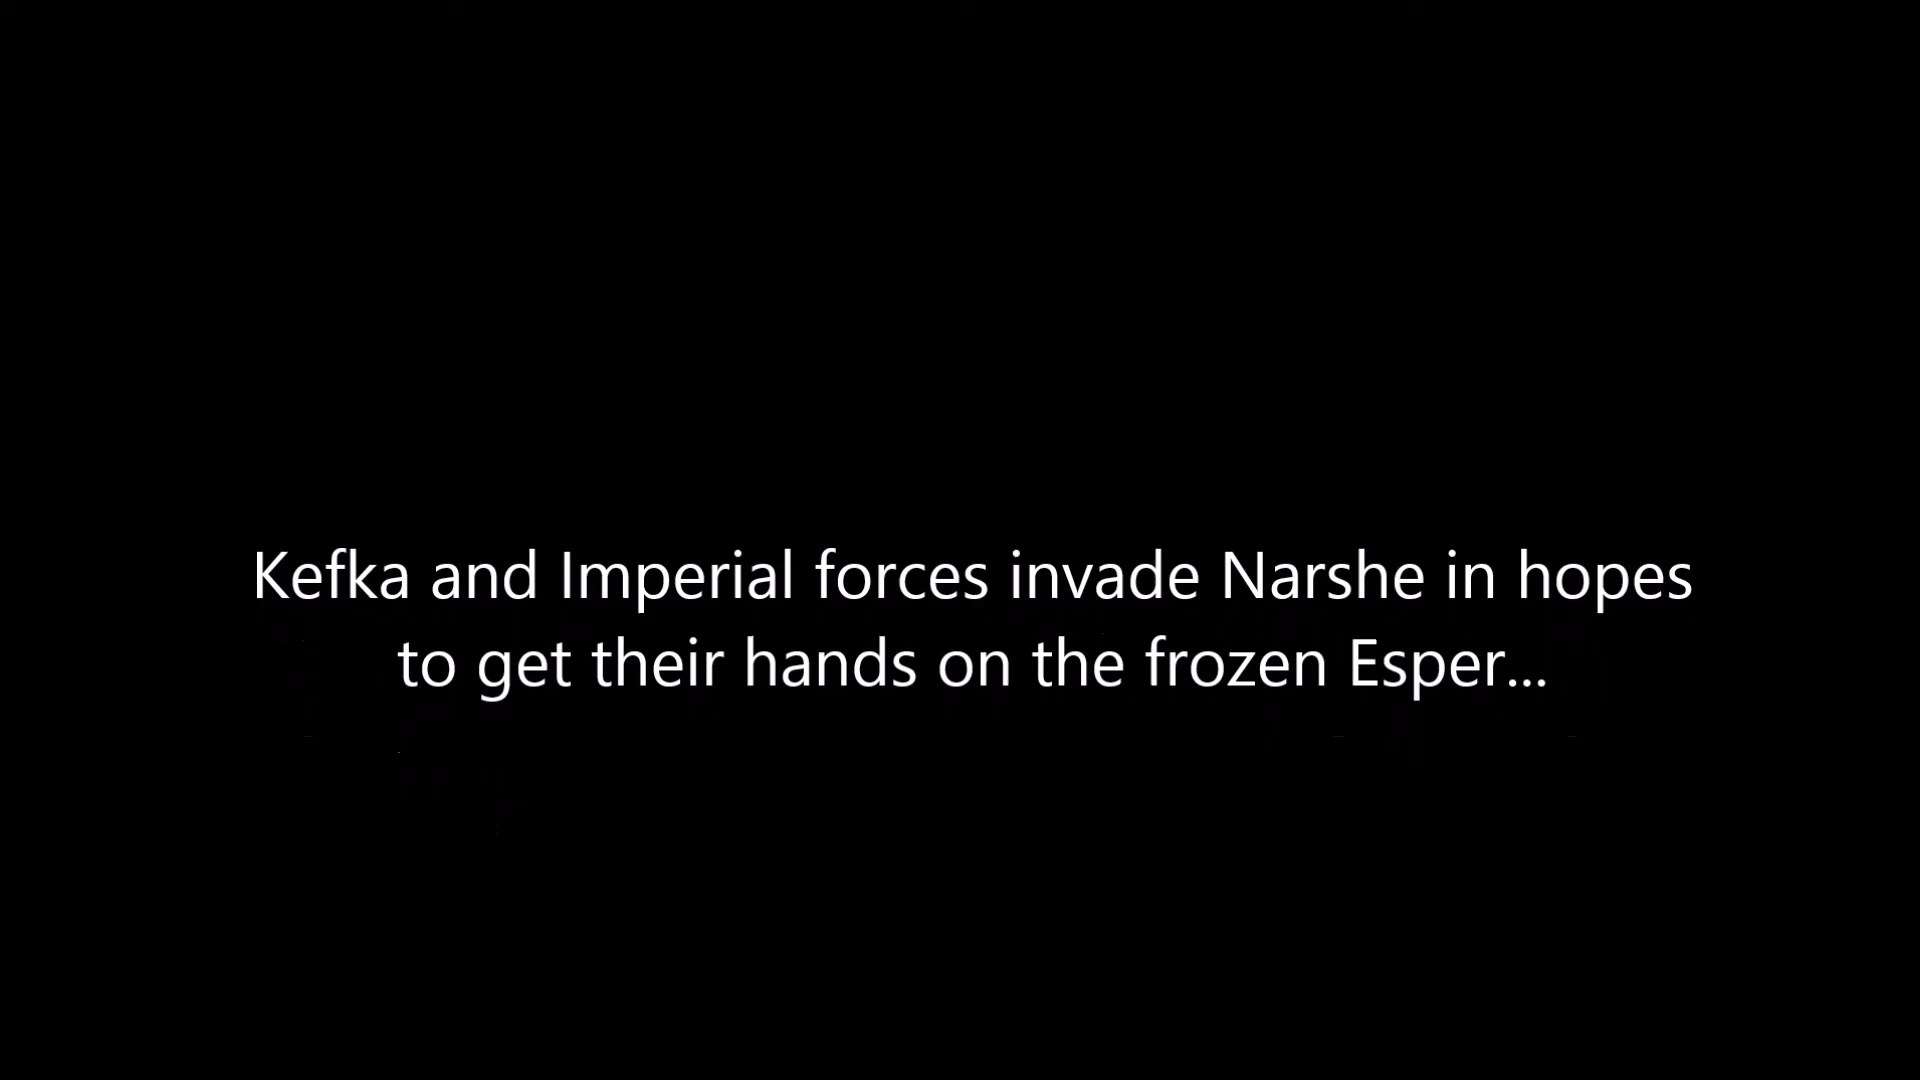 Kefka and Imperial forces invade Narshe in hopes
to get their hands on the frozen Esper...